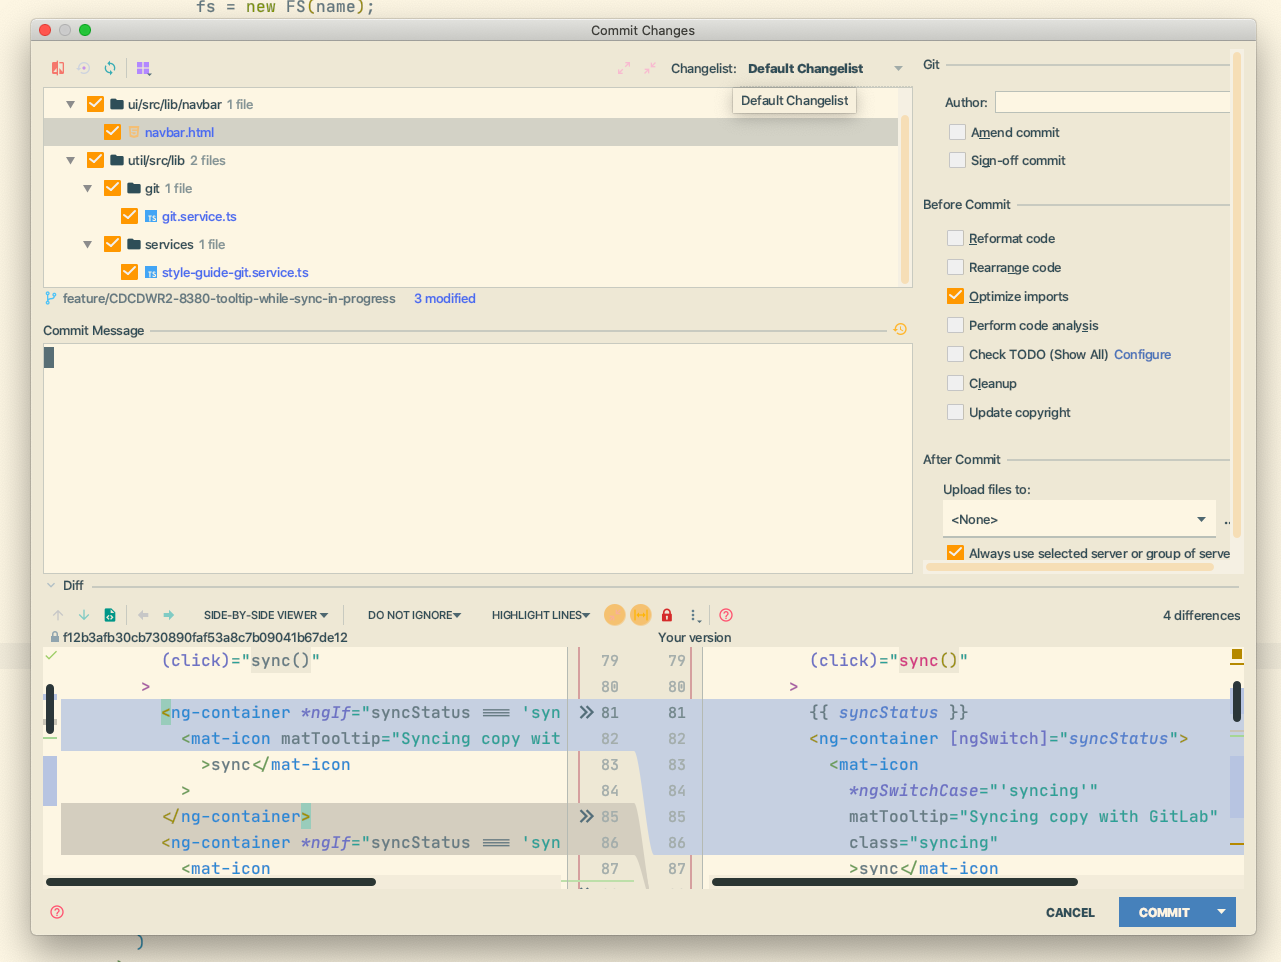 fs = new FS(name);
Commit Changes
Changelist: Default Changelist
Default Changelist
ui/src/lib/navbar 1 file
navbar.html
util/src/lib 2 files
git 1 file
TS git.service.ts
services 1 file
TS style-guide-git.service.ts
feature/CDCDWR2-8380-tooltip-while-sync-in-progress 3 modified
Commit Message
Git
Author:
Amend commit
Sign-off commit
Before Commit
Reformat code
Rearrange code
Optimize imports
Perform code analysis
Check TODO (Show All) Configure
Cleanup
Update copyright
After Commit
Upload files to:
<None>
..
Always use selected server or group of serve
Diff
SIDE-BY-SIDE VIEWER DO NOT IGNORE HIGHLIGHT LINES 4 differences
f12b3afb30cb730890faf53a8c7b09041b67de12 Your version
(click)="sync()" 79 79 (click)="sync()"
> 80 80 >
<ng-container *ngIf="syncStatus === 'syn 81 81 {{ syncStatus }}
<mat-icon matTooltip="Syncing copy wit 82 82 <ng-container [ngSwitch]="syncStatus">
>sync</mat-icon 83 83 <mat-icon
> 84 84 *ngSwitchCase="'syncing'"
</ng-container> 85 85 matTooltip="Syncing copy with GitLab"
<ng-container *ngIf="syncStatus === 'syn 86 86 class="syncing"
<mat-icon 87 87 >sync</mat-icon
CANCEL COMMIT
)